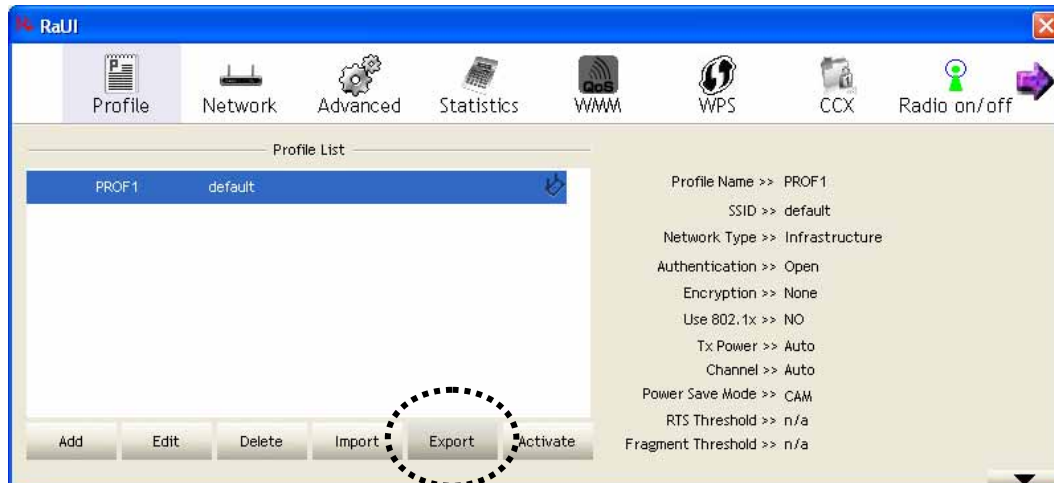 RaUI
Profile Network Advanced Statistics QoS WMM WPS CCX Radio on/off
Profile List
PROF1 default
Profile Name >> PROF1
SSID >> default
Network Type >> Infrastructure
Authentication >> Open
Encryption >> None
Use 802.1x >> NO
Tx Power >> Auto
Channel >> Auto
Power Save Mode >> CAM
RTS Threshold >> n/a
Fragment Threshold >> n/a
Add Edit Delete Import Export Activate